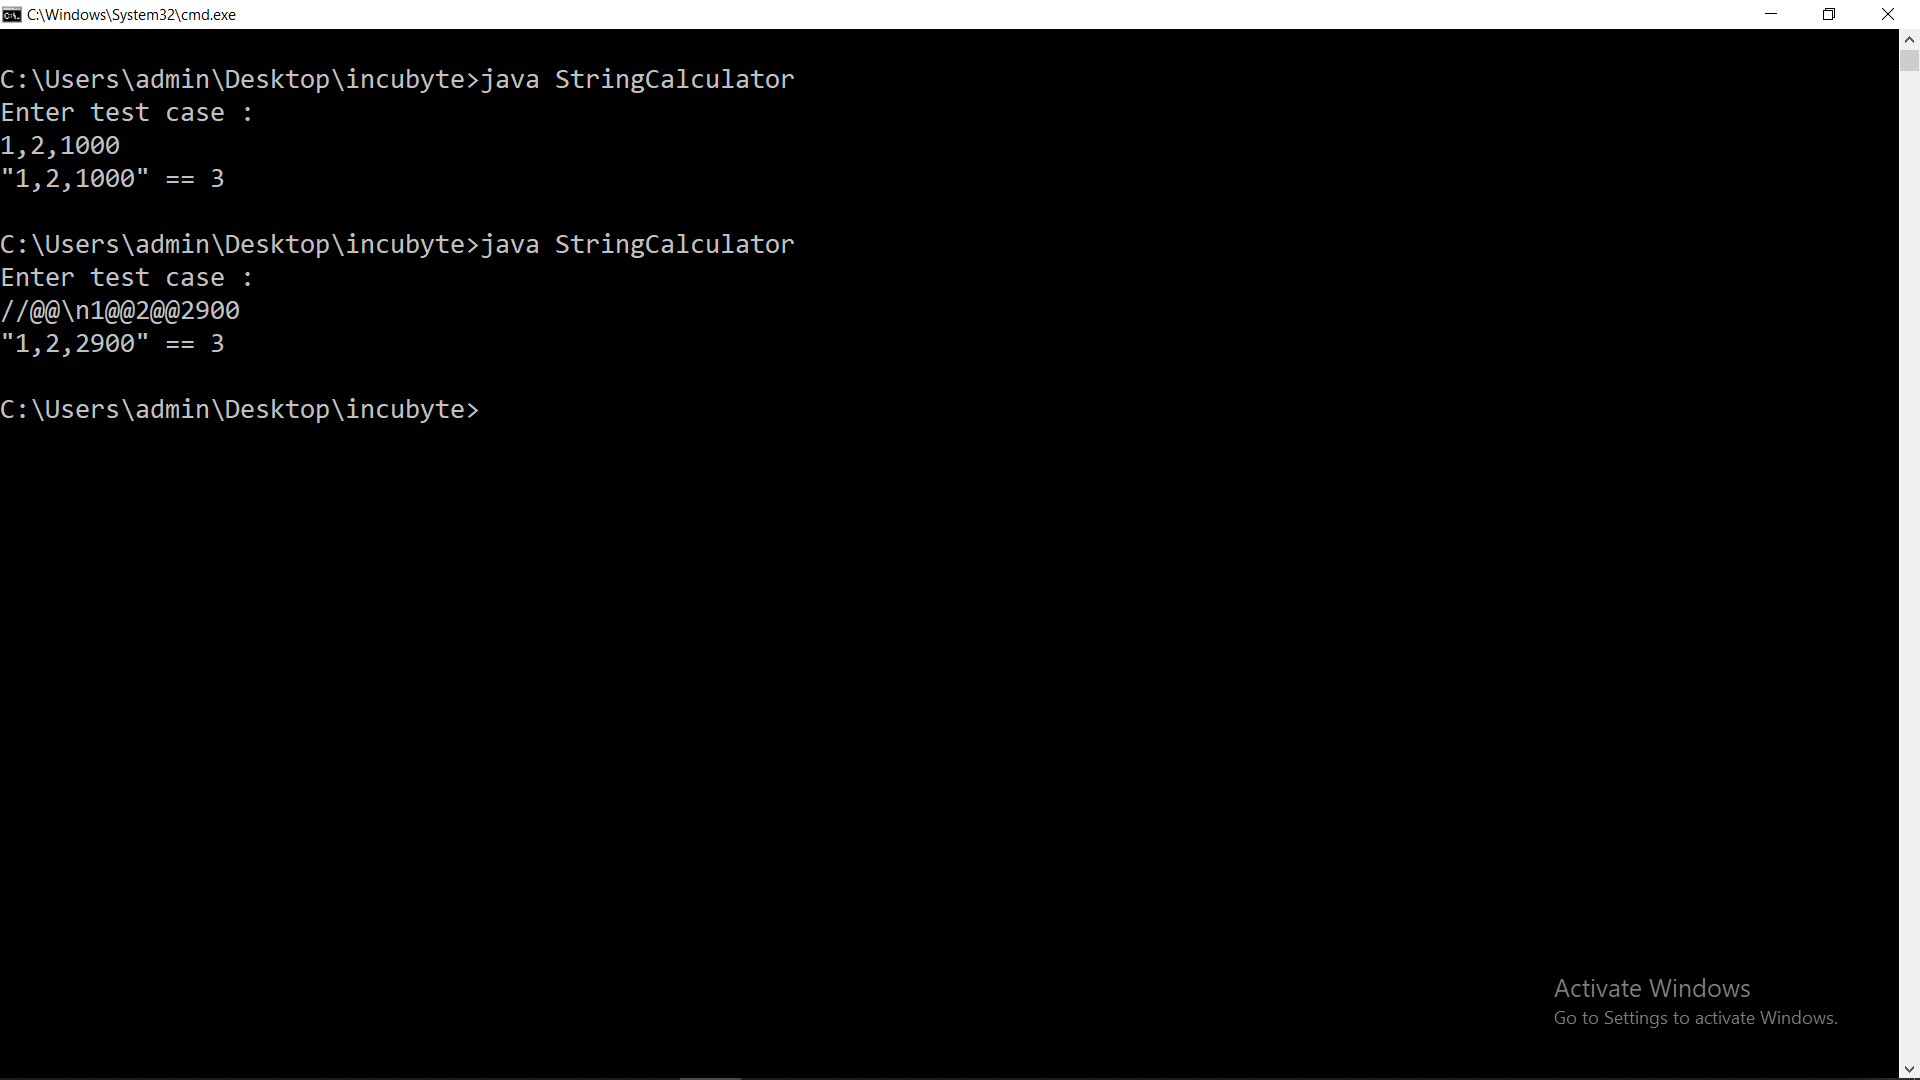 C:\Windows\System32\cmd.exe
C:\Users\admin\Desktop\incubyte>java StringCalculator
Enter test case :
1,2,1000
"1,2,1000" == 3
C:\Users\admin\Desktop\incubyte>java StringCalculator
Enter test case :
//@@\n1@@2@@2900
"1,2,2900" == 3
C:\Users\admin\Desktop\incubyte>
Activate Windows
Go to Settings to activate Windows.